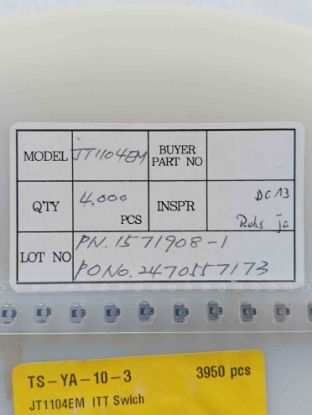 MODEL JT1104EM BUYER PART NO
QTY 4,000 PCS INSP'R DC 13 Rohs ja
LOT NO PN. 1571908-1
PO No. 2470557173
TS-YA-10-3 3950 pcs
JT1104EM ITT Swich